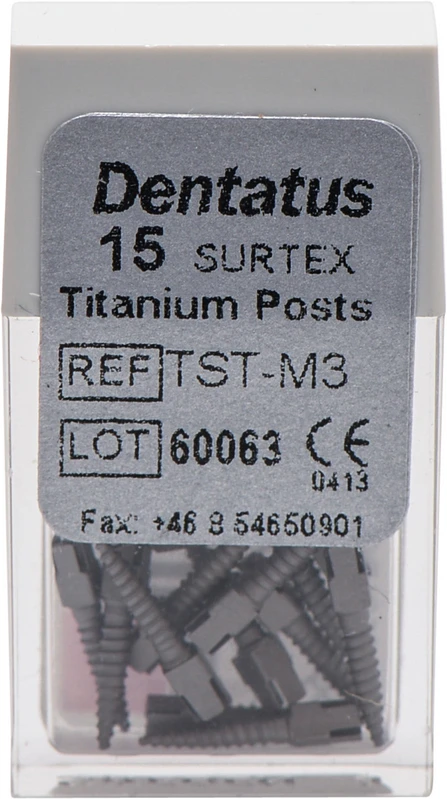 Dentatus
15 SURTEX
Titanium Posts
REF TST-M3
LOT 60063 CE
0413
Fax: +46 8 54650901